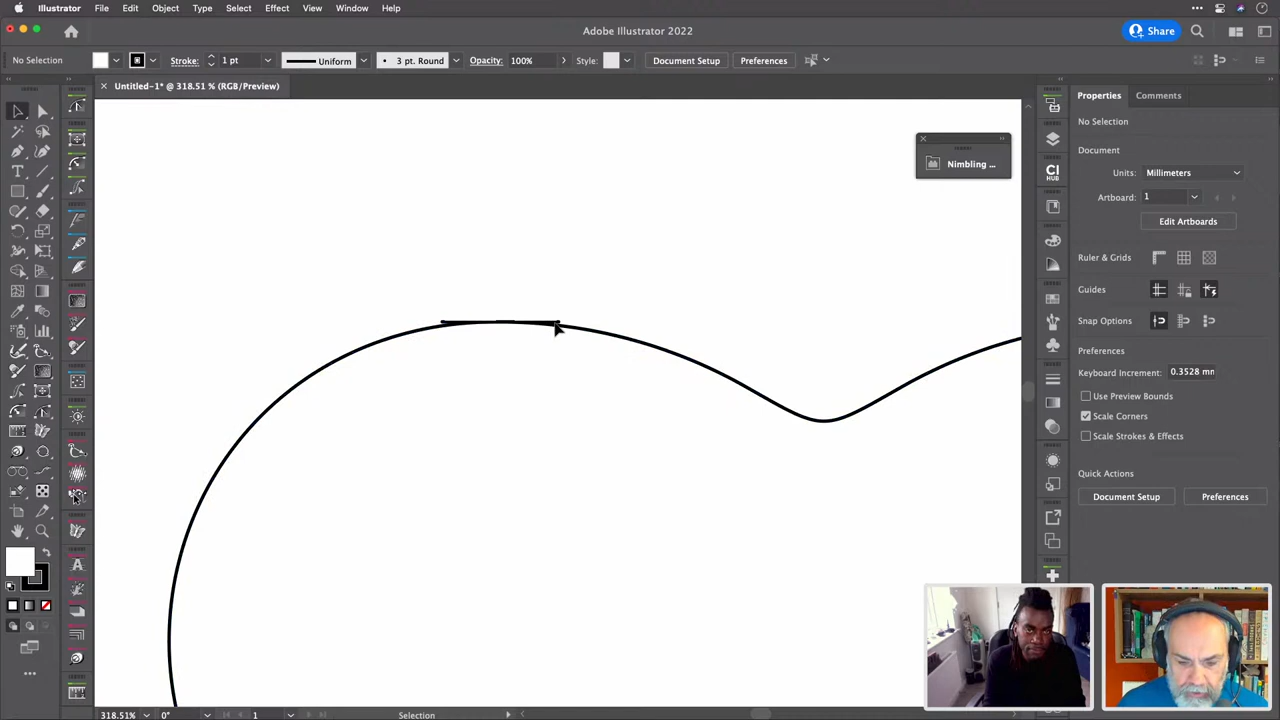 Illustrator File Edit Object Type Select Effect View Window Help
Adobe Illustrator 2022
Share
No Selection
Stroke:
1 pt
Uniform
3 pt. Round
Opacity:
100%
Style:
Document Setup
Preferences
Untitled-1* @ 318.51 % (RGB/Preview)
Nimbling ...
CI
HUB
Properties
Comments
No Selection
Document
Units:
Millimeters
Artboard:
1
Edit Artboards
Ruler & Grids
Guides
Snap Options
Preferences
Keyboard Increment:
0.3528 mn
Use Preview Bounds
Scale Corners
Scale Strokes & Effects
Quick Actions
Document Setup
Preferences
318.51%
0°
1
Selection